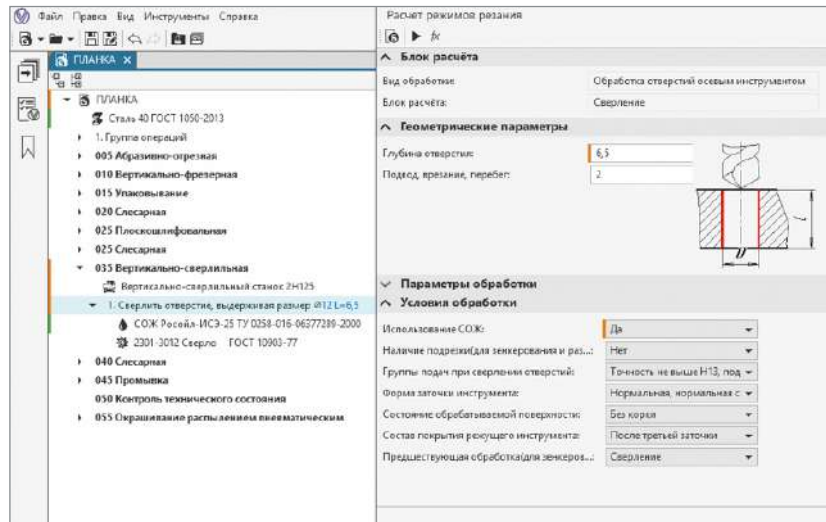 Файл Правка Вид Инструменты Справка
ПЛАНКА ×
ПЛАНКА
Сталь 40 ГОСТ 1050-2013
1. Группа операций
005 Абразивно-отрезная
010 Вертикально-фрезерная
015 Упаковывание
020 Слесарная
025 Плоскошлифовальная
025 Слесарная
035 Вертикально-сверлильная
Вертикально-сверлильный станок 2Н125
1. Сверлить отверстие, выдерживая размер ⌀12 L=6,5
СОЖ Росойл-ИСЭ-25 ТУ 0258-016-06377289-2000
2301-3012 Сверло ГОСТ 10903-77
040 Слесарная
045 Промывка
050 Контроль технического состояния
055 Окрашивание распылением пневматическим
Расчет режимов резания
fx
Блок расчёта
Вид обработки: Обработка отверстий осевым инструментом
Блок расчёта: Сверление
Геометрические параметры
Глубина отверстия: 6,5
Подвод, врезание, перебег: 2
l
D
Параметры обработки
Условия обработки
Использование СОЖ: Да
Наличие подрезки(для зенкерования и раз...: Нет
Группы подач при сверлении отверстий: Точность не выше Н13, под
Форма заточки инструмента: Нормальная, нормальная с
Состояние обрабатываемой поверхности: Без корки
Состав покрытия режущего инструмента: После третьей заточки
Предшествующая обработка(для зенкеров...: Сверление